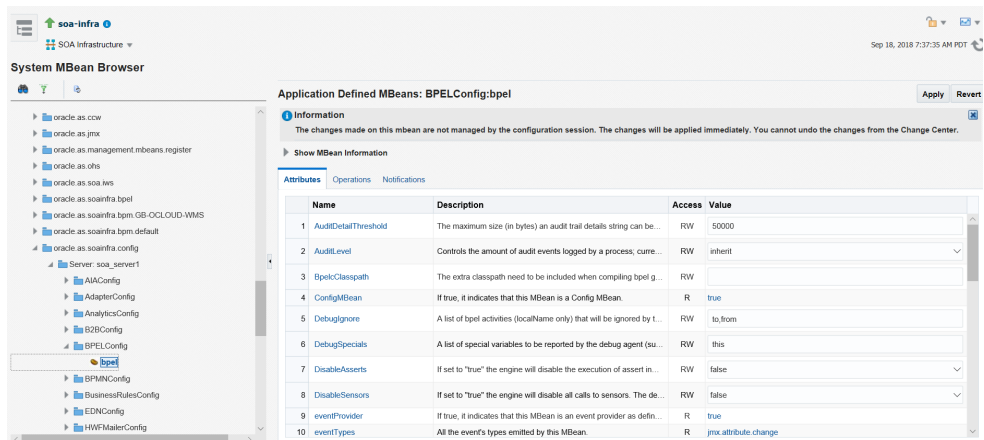 soa-infra
SOA Infrastructure
Sep 18, 2018 7:37:35 AM PDT
System MBean Browser
oracle.as.ccw
oracle.as.jmx
oracle.as.management.mbeans.register
oracle.as.ohs
oracle.as.soa.iws
oracle.as.soainfra.bpel
oracle.as.soainfra.bpm.GB-OCLOUD-WMS
oracle.as.soainfra.bpm.default
oracle.as.soainfra.config
Server: soa_server1
AIAConfig
AdapterConfig
AnalyticsConfig
B2BConfig
BPELConfig
bpel
BPMNConfig
BusinessRulesConfig
EDNConfig
HWFMailerConfig
Application Defined MBeans: BPELConfig:bpel
Apply Revert
Information
The changes made on this mbean are not managed by the configuration session. The changes will be applied immediately. You cannot undo the changes from the Change Center.
Show MBean Information
Attributes Operations Notifications
Name Description Access Value
1 AuditDetailThreshold The maximum size (in bytes) an audit trail details string can be... RW 50000
2 AuditLevel Controls the amount of audit events logged by a process; curre... RW inherit
3 BpelcClasspath The extra classpath need to be included when compiling bpel g... RW
4 ConfigMBean If true, it indicates that this MBean is a Config MBean. R true
5 DebugIgnore A list of bpel activities (localName only) that will be ignored by t... RW to,from
6 DebugSpecials A list of special variables to be reported by the debug agent (su... RW this
7 DisableAsserts If set to "true" the engine will disable the execution of assert in... RW false
8 DisableSensors If set to "true" the engine will disable all calls to sensors. The de... RW false
9 eventProvider If true, it indicates that this MBean is an event provider as defin... R true
10 eventTypes All the event's types emitted by this MBean. R jmx.attribute.change